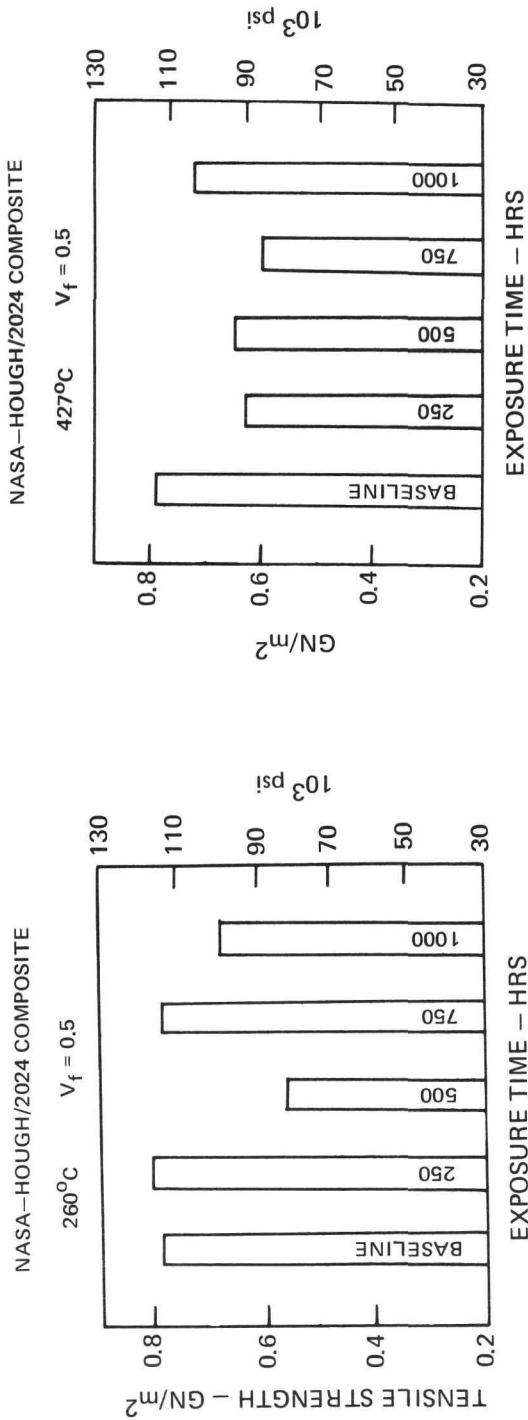 NASA–HOUGH/2024 COMPOSITE
260°C V_f = 0.5
TENSILE STRENGTH – GN/m²
0.8
0.6
0.4
0.2
BASELINE
250
500
750
1000
10³ psi
130
110
90
70
50
30
EXPOSURE TIME – HRS
NASA–HOUGH/2024 COMPOSITE
427°C V_f = 0.5
GN/m²
0.8
0.6
0.4
0.2
BASELINE
250
500
750
1000
10³ psi
130
110
90
70
50
30
EXPOSURE TIME – HRS